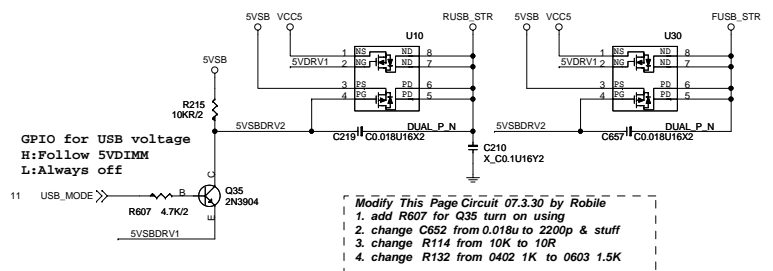 5VSB VCC5 RUSB_STR 5VSB VCC5 FUSB_STR
U10 U30
1 NS ND 8
5VDRV1 2 NG ND 7
3 PS PD 6
4 PG PD 5
1 NS ND 8
5VDRV1 2 NG ND 7
3 PS PD 6
4 PG PD 5
5VSB
R215
10KR/2
5VSBDRV2 DUAL_P_N
C219 C0.018U16X2
5VSBDRV2 DUAL_P_N
C657 C0.018U16X2
C210
X_C0.1U16Y2
GPIO for USB voltage
H:Follow 5VDIMM
L:Always off
11 USB_MODE
R607 4.7K/2
B C E
Q35
2N3904
5VSBDRV1
Modify This Page Circuit 07.3.30 by Robile
1. add R607 for Q35 turn on using
2. change C652 from 0.018u to 2200p & stuff
3. change R114 from 10K to 10R
4. change R132 from 0402 1K to 0603 1.5K